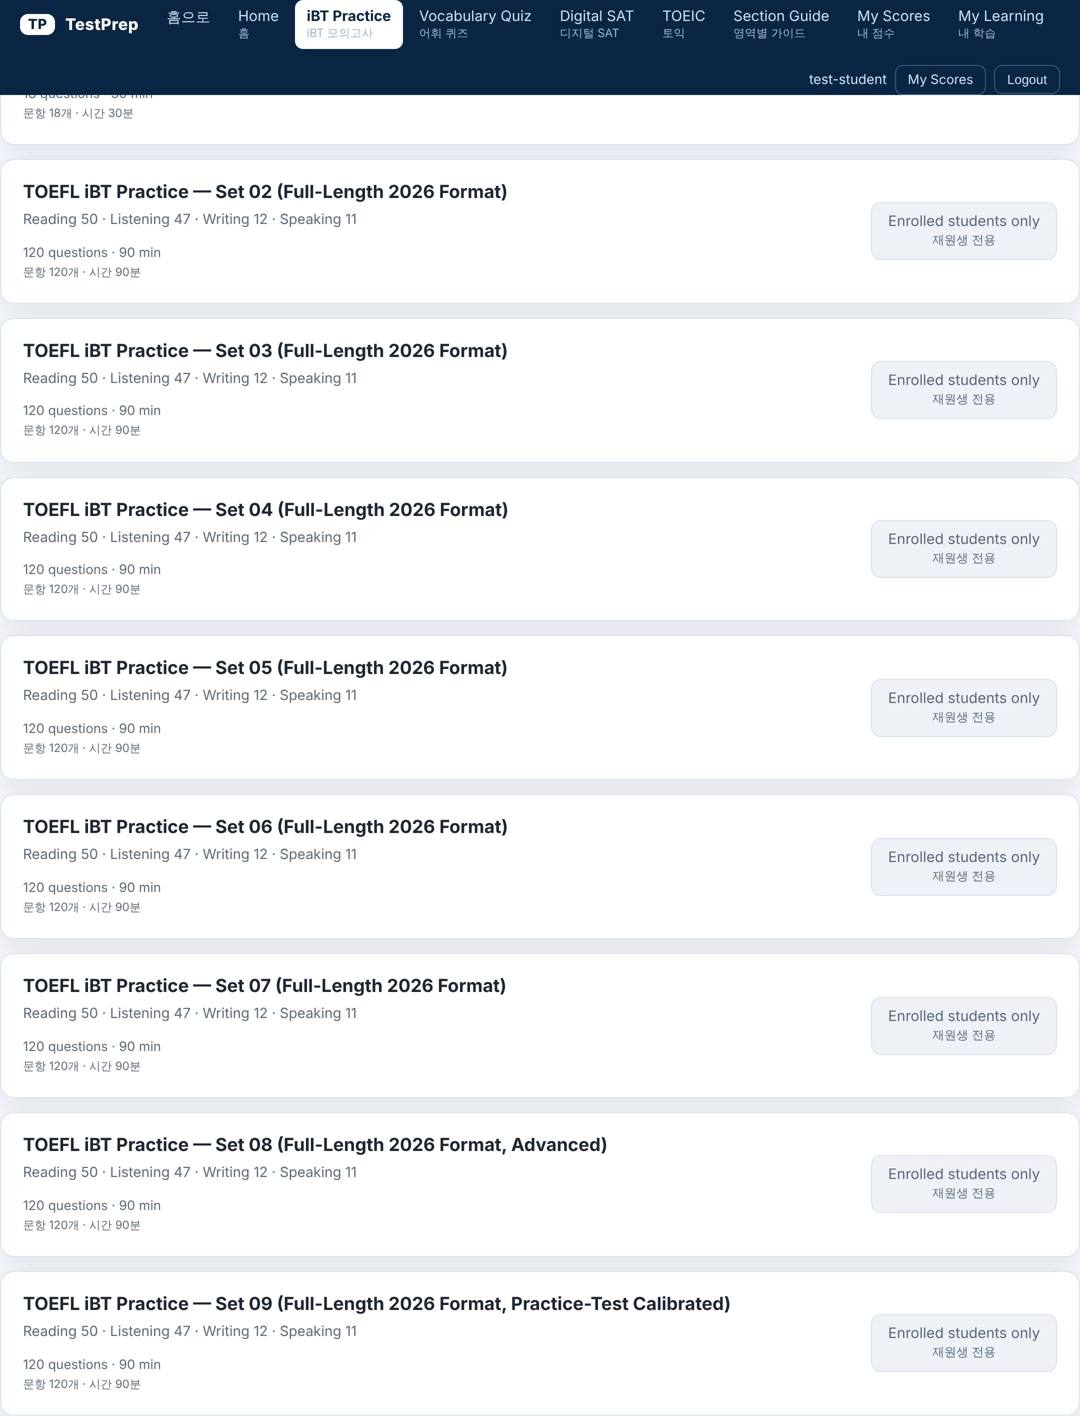 TP TestPrep
홈으로
Home
홈
iBT Practice
iBT 모의고사
Vocabulary Quiz
어휘 퀴즈
Digital SAT
디지털 SAT
TOEIC
토익
Section Guide
영역별 가이드
My Scores
내 점수
My Learning
내 학습
test-student
My Scores
Logout
문항 18개 · 시간 30분
TOEFL iBT Practice — Set 02 (Full-Length 2026 Format)
Reading 50 · Listening 47 · Writing 12 · Speaking 11
120 questions · 90 min
문항 120개 · 시간 90분
Enrolled students only
재원생 전용
TOEFL iBT Practice — Set 03 (Full-Length 2026 Format)
Reading 50 · Listening 47 · Writing 12 · Speaking 11
120 questions · 90 min
문항 120개 · 시간 90분
Enrolled students only
재원생 전용
TOEFL iBT Practice — Set 04 (Full-Length 2026 Format)
Reading 50 · Listening 47 · Writing 12 · Speaking 11
120 questions · 90 min
문항 120개 · 시간 90분
Enrolled students only
재원생 전용
TOEFL iBT Practice — Set 05 (Full-Length 2026 Format)
Reading 50 · Listening 47 · Writing 12 · Speaking 11
120 questions · 90 min
문항 120개 · 시간 90분
Enrolled students only
재원생 전용
TOEFL iBT Practice — Set 06 (Full-Length 2026 Format)
Reading 50 · Listening 47 · Writing 12 · Speaking 11
120 questions · 90 min
문항 120개 · 시간 90분
Enrolled students only
재원생 전용
TOEFL iBT Practice — Set 07 (Full-Length 2026 Format)
Reading 50 · Listening 47 · Writing 12 · Speaking 11
120 questions · 90 min
문항 120개 · 시간 90분
Enrolled students only
재원생 전용
TOEFL iBT Practice — Set 08 (Full-Length 2026 Format, Advanced)
Reading 50 · Listening 47 · Writing 12 · Speaking 11
120 questions · 90 min
문항 120개 · 시간 90분
Enrolled students only
재원생 전용
TOEFL iBT Practice — Set 09 (Full-Length 2026 Format, Practice-Test Calibrated)
Reading 50 · Listening 47 · Writing 12 · Speaking 11
120 questions · 90 min
문항 120개 · 시간 90분
Enrolled students only
재원생 전용